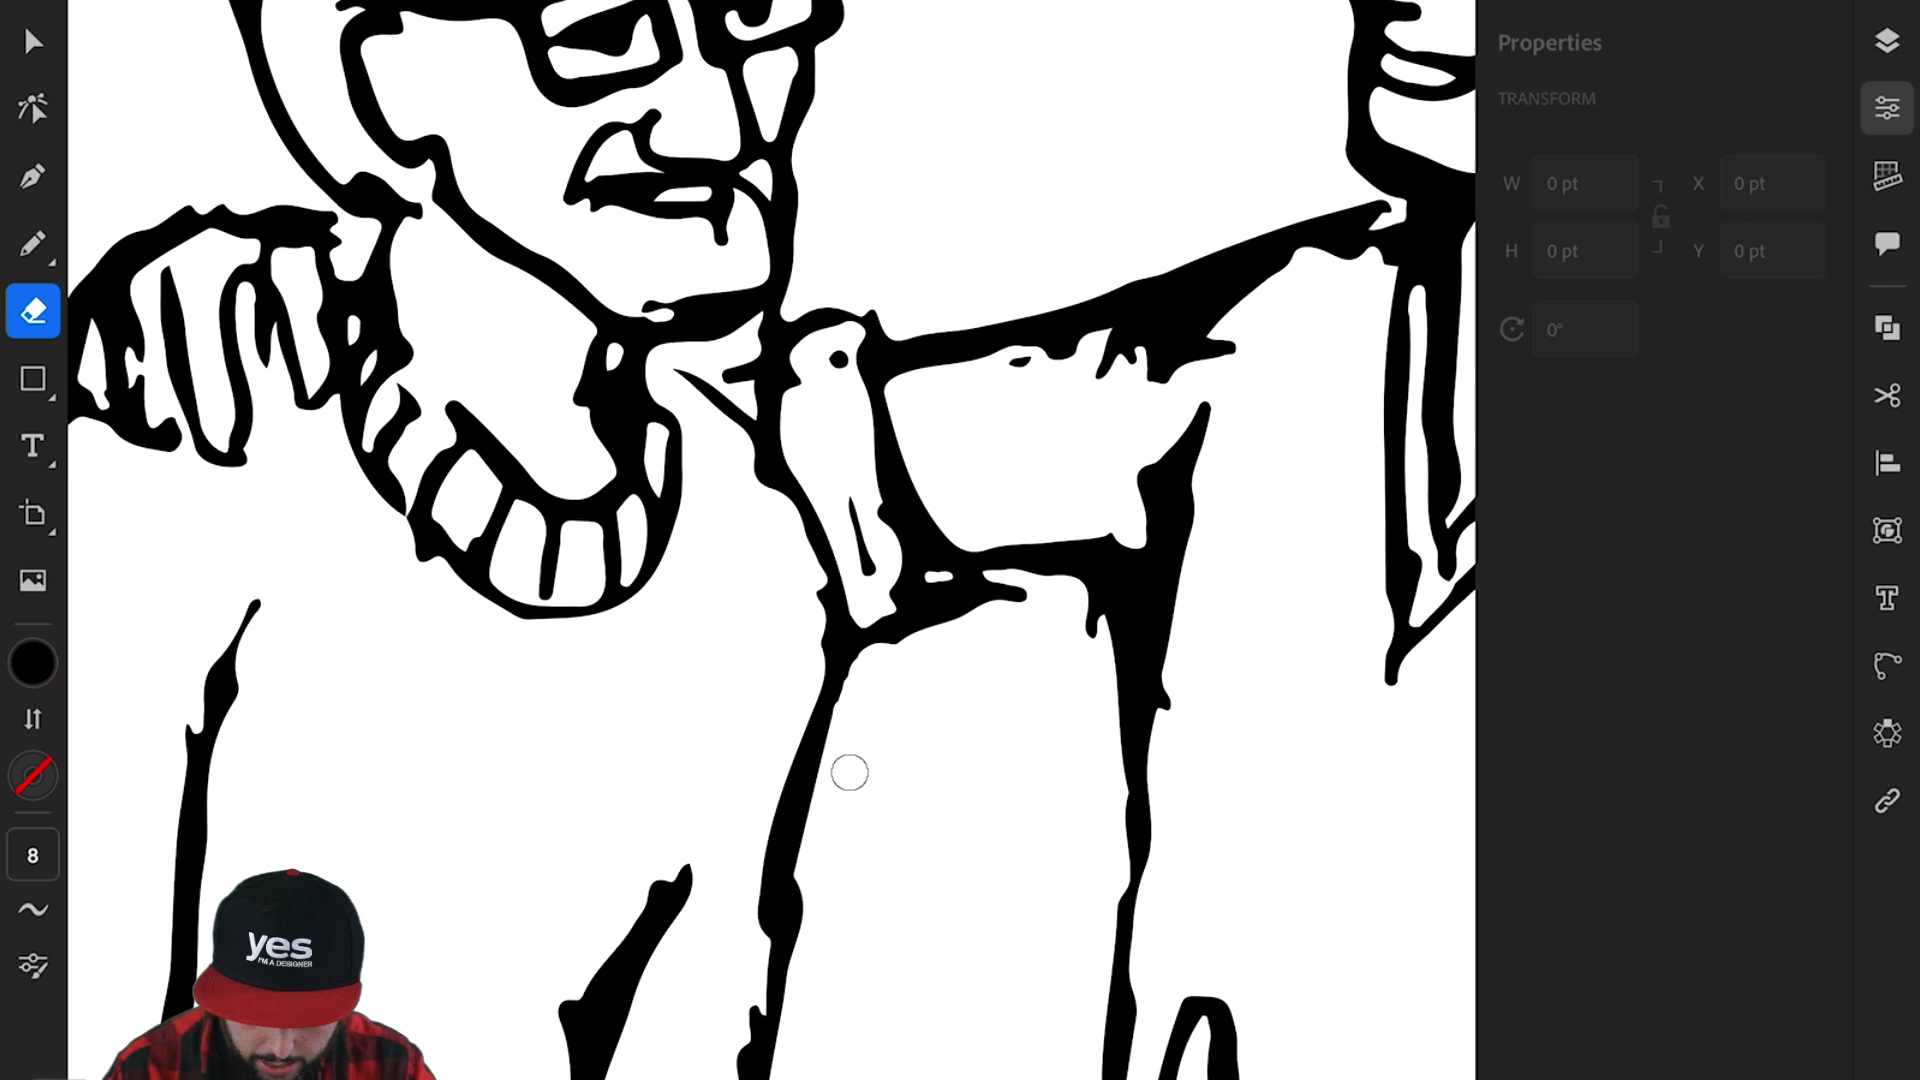 Properties
TRANSFORM
W 0 pt X 0 pt
H 0 pt Y 0 pt
0°
8
yes
I'M A DESIGNER